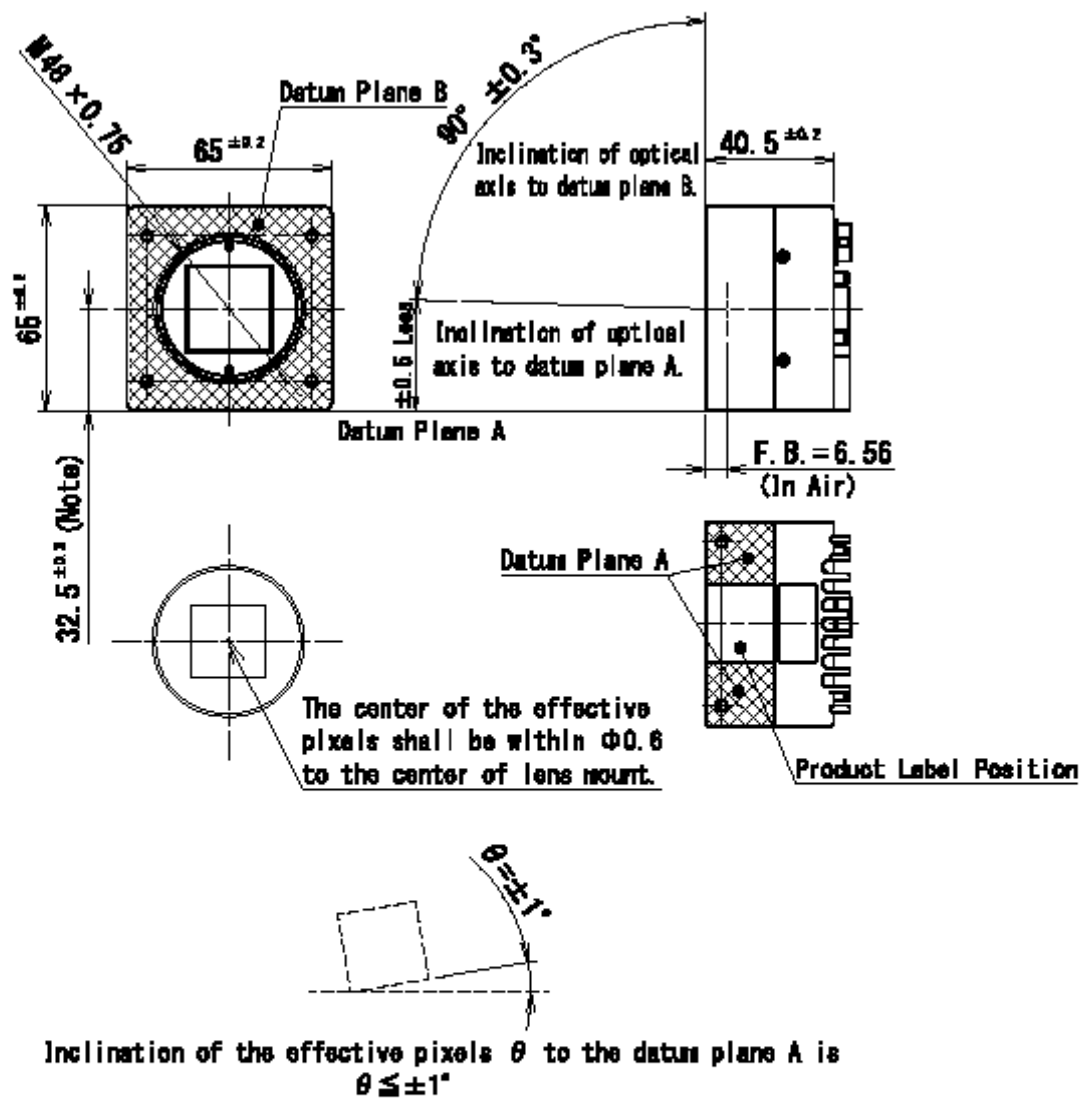 M48×0.75
Datum Plane B
65 ±0.2
90° ±0.3°
Inclination of optical
axis to datum plane B.
40.5 ±0.2
65 ±0.2
Inclination of optical
axis to datum plane A.
Less
Datum Plane A
F.B.=6.56
(In Air)
32.5 (Note)
Datum Plane A
The center of the effective
pixels shall be within Φ0.6
to the center of lens mount.
Product Label Position
θ=±1°
Inclination of the effective pixels θ to the datum plane A is
θ≦±1°